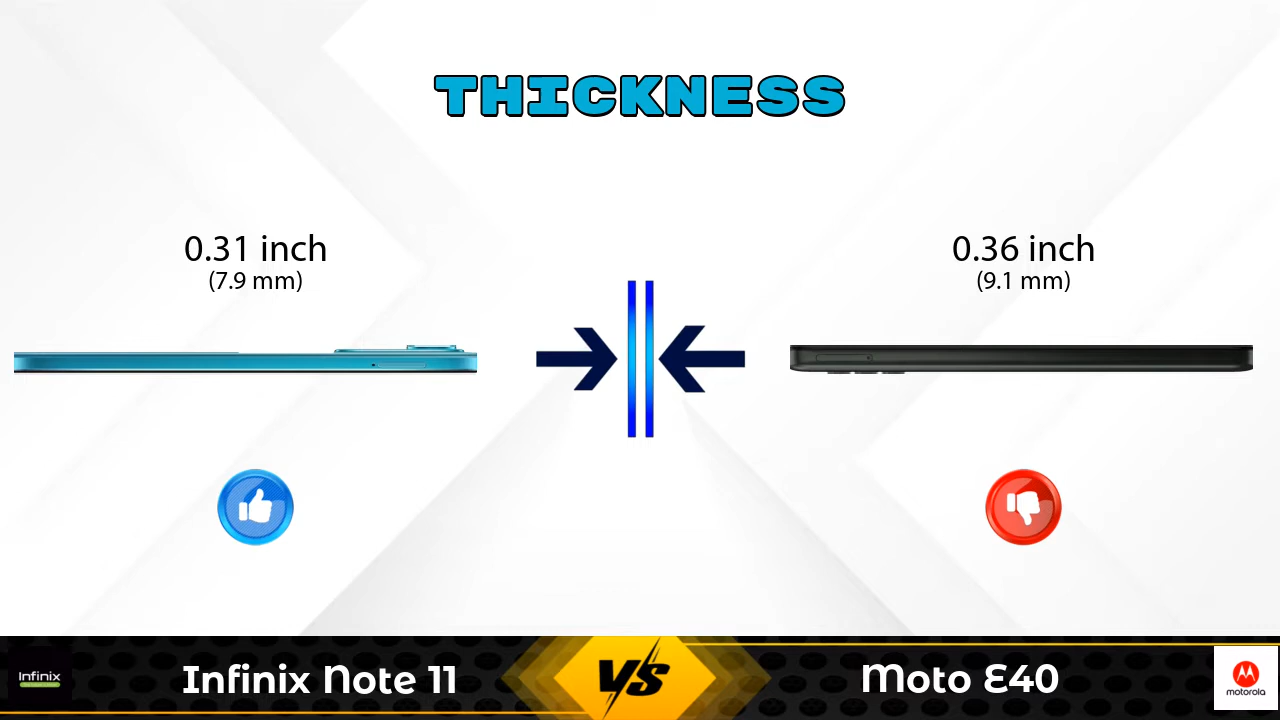 THICKNESS
0.31 inch
(7.9 mm)
0.36 inch
(9.1 mm)
Infinix
Infinix Note 11
VS
Moto E40
motorola